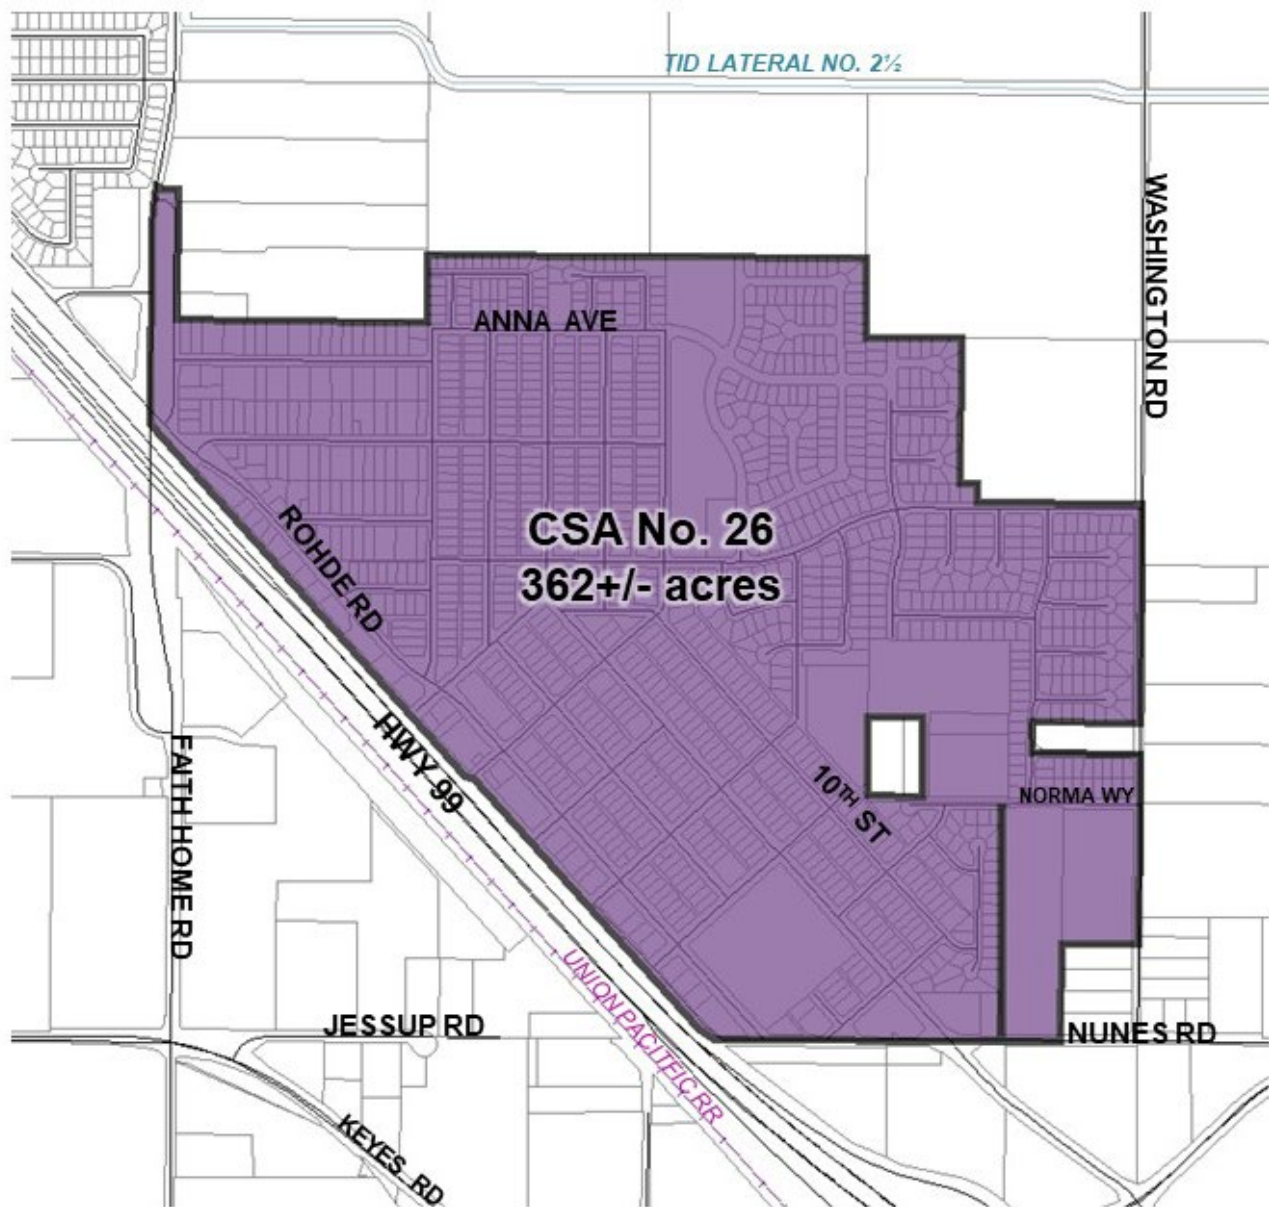 TID LATERAL NO. 2½
WASHINGTON RD
ANNA AVE
CSA No. 26
362+/- acres
ROHDE RD
HWY 99
FAITH HOME RD
10TH ST
NORMA WY
UNION PACITFIC RR
JESSUP RD
NUNES RD
KEYES RD